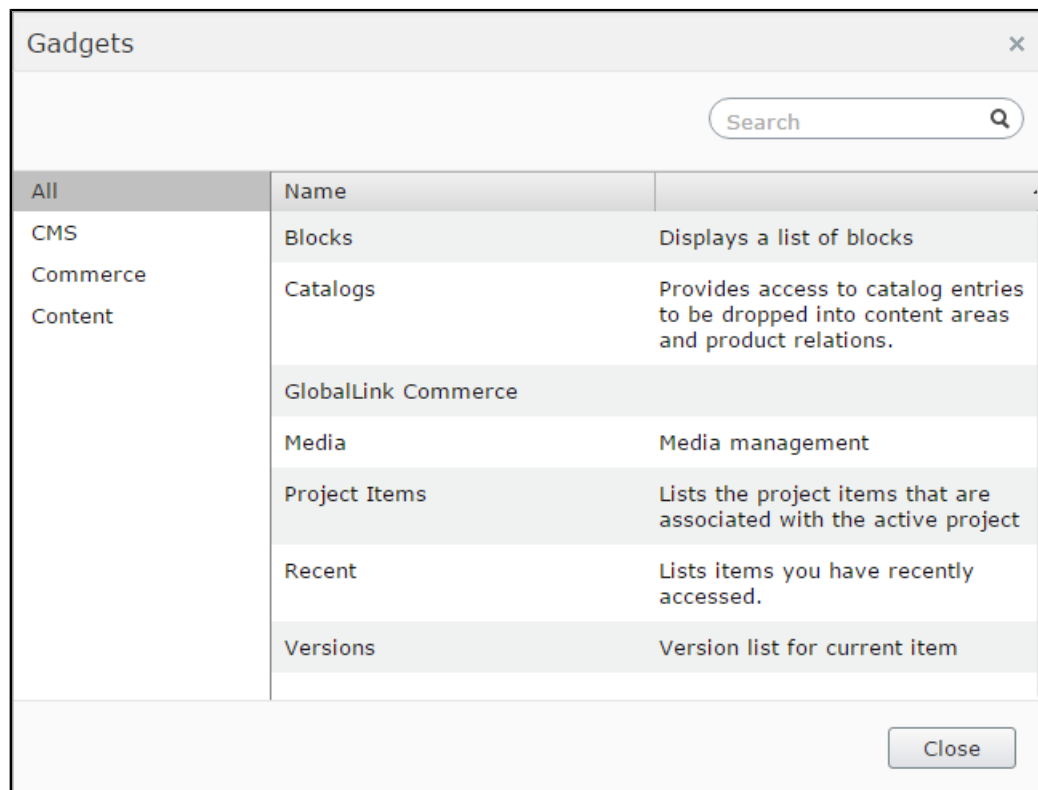 Gadgets
Search
All
CMS
Commerce
Content
Name
Blocks Displays a list of blocks
Catalogs Provides access to catalog entries
to be dropped into content areas
and product relations.
GlobalLink Commerce
Media Media management
Project Items Lists the project items that are
associated with the active project
Recent Lists items you have recently
accessed.
Versions Version list for current item
Close